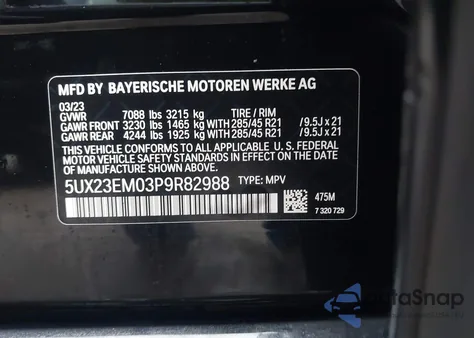 MFD BY BAYERISCHE MOTOREN WERKE AG
03/23
GVWR 7088 lbs 3215 kg TIRE / RIM
GAWR FRONT 3230 lbs 1465 kg WITH 285/45 R21 /9.5J x 21
GAWR REAR 4244 lbs 1925 kg WITH 285/45 R21 /9.5J x 21
THIS VEHICLE CONFORMS TO ALL APPLICABLE U.S. FEDERAL MOTOR
VEHICLE SAFETY STANDARDS IN EFFECT ON THE DATE
OF MANUFACTURE SHOWN ABOVE.
5UX23EM03P9R82988 TYPE: MPV
475M
7 320 729
AutoSnap